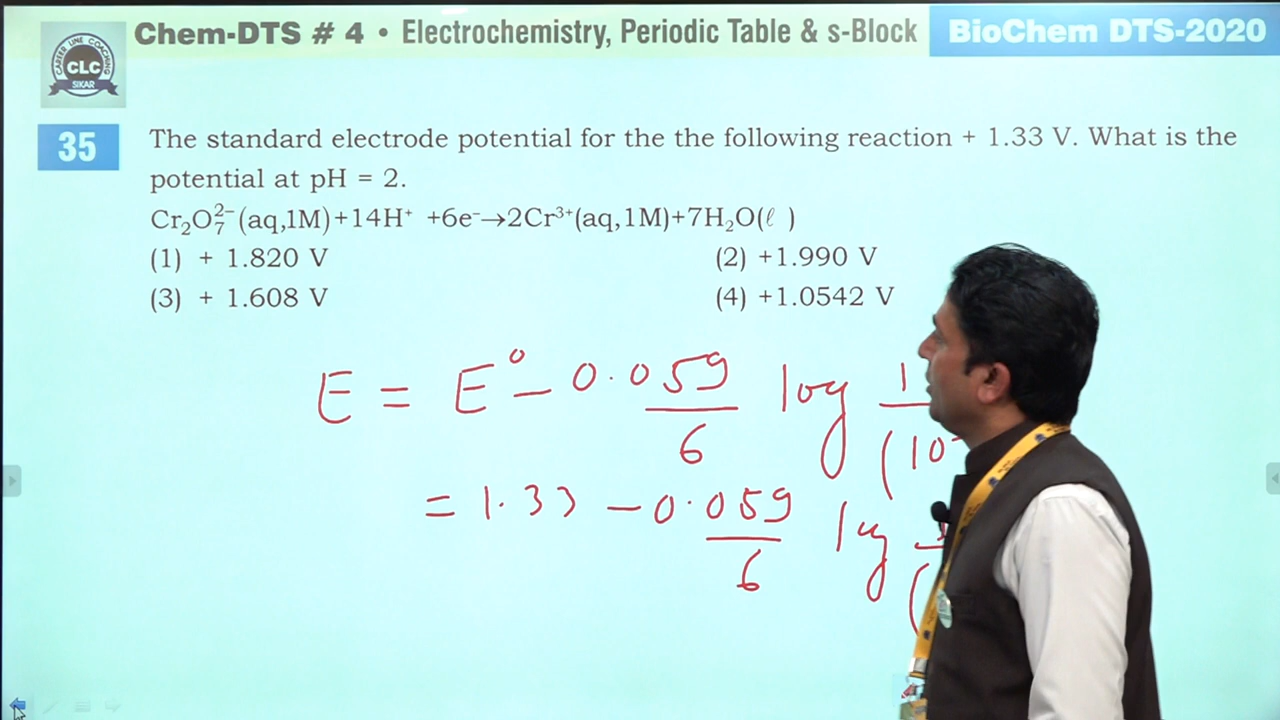 Chem-DTS # 4 • Electrochemistry, Periodic Table & s-Block
BioChem DTS-2020
CAREER LINE COACHING
CLC
SIKAR
35
The standard electrode potential for the the following reaction + 1.33 V. What is the
potential at pH = 2.
Cr₂O₇²⁻(aq,1M)+14H⁺ +6e⁻→2Cr³⁺(aq,1M)+7H₂O(ℓ )
(1) + 1.820 V
(2) +1.990 V
(3) + 1.608 V
(4) +1.0542 V
E = E° – 0.059/6 log 1/(10⁻
= 1.33 – 0.059/6 log 1/(